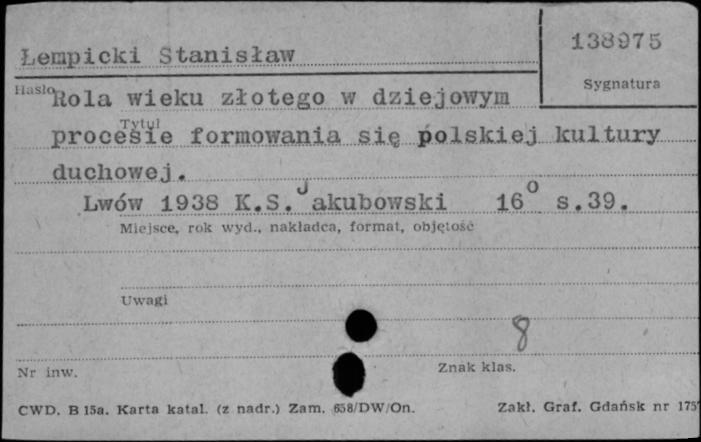 Łempicki Stanisław
138975
Hasło
Sygnatura
Rola wieku złotego w dziejowym
Tytuł
procesie formowania się polskiej kultury
duchowej.
Lwów 1938 K.S.Jakubowski 16° s.39.
Miejsce, rok wyd., nakładca, format, objętość
Uwagi
8
Nr inw.
Znak klas.
CWD. B 15a. Karta katal. (z nadr.) Zam. 658/DW/On.
Zakł. Graf. Gdańsk nr 175